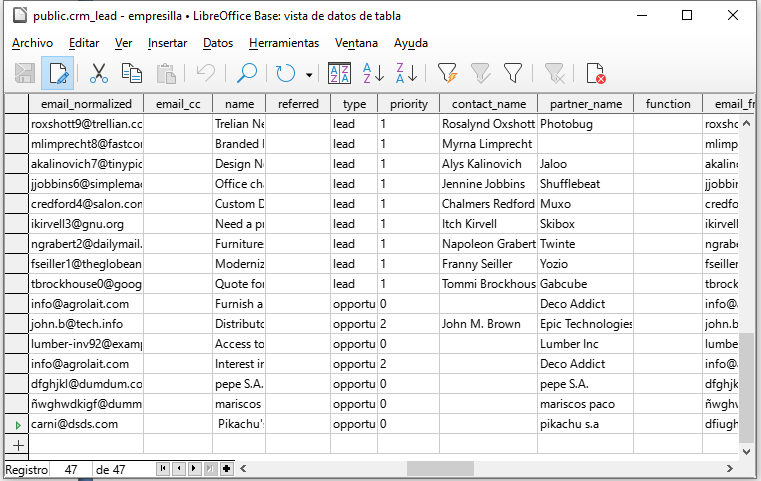 public.crm_lead - empresilla • LibreOffice Base: vista de datos de tabla
Archivo Editar Ver Insertar Datos Herramientas Ventana Ayuda
email_normalized email_cc name referred type priority contact_name partner_name function email_fr
roxshott9@trellian.cc Trelian Ne lead 1 Rosalynd Oxshott Photobug roxsho
mlimprecht8@fastcor Branded lead 1 Myrna Limprecht mlimp
akalinovich7@tinypic Design Ne lead 1 Alys Kalinovich Jaloo akalino
jjobbins6@simplemac Office cha lead 1 Jennine Jobbins Shufflebeat jjobbin
credford4@salon.com Custom D lead 1 Chalmers Redford Muxo credfo
ikirvell3@gnu.org Need a pr lead 1 Itch Kirvell Skibox ikirvell
ngrabert2@dailymail. Furnitures lead 1 Napoleon Grabert Twinte ngrabe
fseiller1@theglobean Moderniz lead 1 Franny Seiller Yozio fseiller
tbrockhouse0@goog Quote for lead 1 Tommi Brockhous Gabcube tbrock
info@agrolait.com Furnish a opportu 0 Deco Addict info@a
john.b@tech.info Distributo opportu 2 John M. Brown Epic Technologies john.b
lumber-inv92@examp Access to opportu 0 Lumber Inc lumbe
info@agrolait.com Interest in opportu 2 Deco Addict info@a
dfghjkl@dumdum.co pepe S.A. opportu 0 pepe S.A. dfghjk
ñwghwdkigf@dumm mariscos opportu 0 mariscos paco ñwghw
carni@dsds.com Pikachu' opportu 0 pikachu s.a dfiugh
Registro 47 de 47